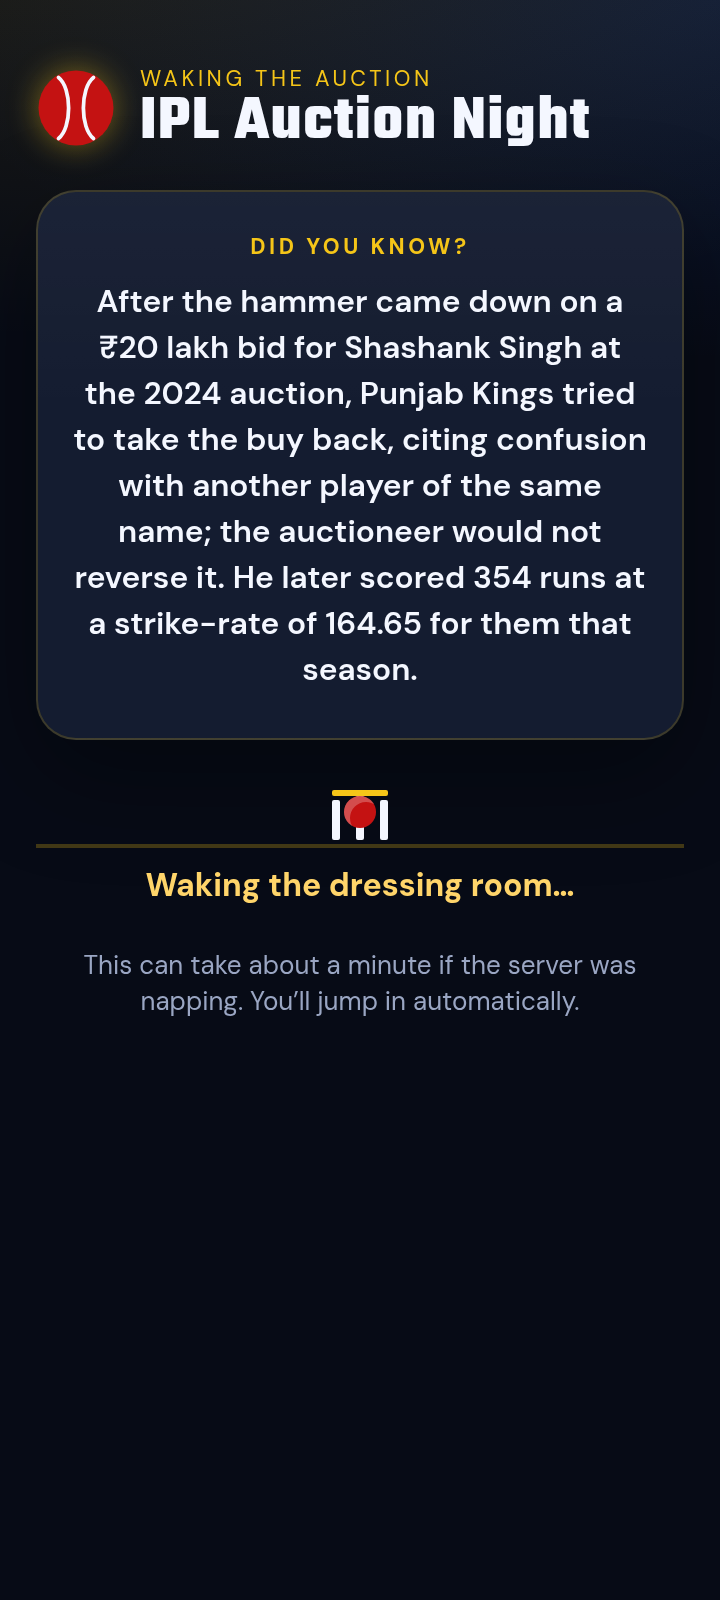 WAKING THE AUCTION
IPL Auction Night
DID YOU KNOW?
After the hammer came down on a
₹20 lakh bid for Shashank Singh at
the 2024 auction, Punjab Kings tried
to take the buy back, citing confusion
with another player of the same
name; the auctioneer would not
reverse it. He later scored 354 runs at
a strike-rate of 164.65 for them that
season.
Waking the dressing room…
This can take about a minute if the server was
napping. You’ll jump in automatically.